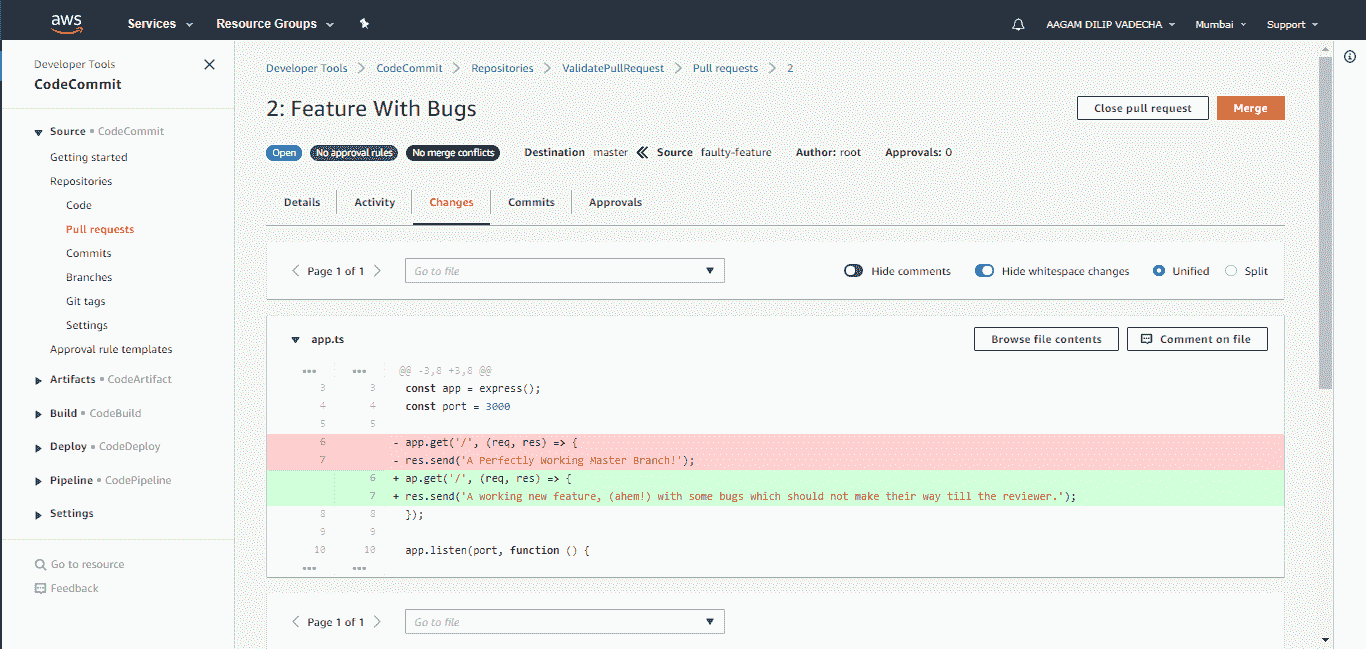 aws Services Resource Groups AAGAM DILIP VADECHA Mumbai Support
Developer Tools
CodeCommit
Source • CodeCommit
Getting started
Repositories
Code
Pull requests
Commits
Branches
Git tags
Settings
Approval rule templates
Artifacts • CodeArtifact
Build • CodeBuild
Deploy • CodeDeploy
Pipeline • CodePipeline
Settings
Go to resource
Feedback
Developer Tools > CodeCommit > Repositories > ValidatePullRequest > Pull requests > 2
2: Feature With Bugs
Close pull request Merge
Open No approval rules No merge conflicts Destination master Source faulty-feature Author: root Approvals: 0
Details Activity Changes Commits Approvals
Page 1 of 1 Go to file Hide comments Hide whitespace changes Unified Split
app.ts Browse file contents Comment on file
••• ••• @@ -3,8 +3,8 @@
3 3 const app = express();
4 4 const port = 3000
5 5
6 - app.get('/', (req, res) => {
7 - res.send('A Perfectly Working Master Branch!');
6 + ap.get('/', (req, res) => {
7 + res.send('A working new feature, (ahem!) with some bugs which should not make their way till the reviewer.');
8 8 });
9 9
10 10 app.listen(port, function () {
••• •••
Page 1 of 1 Go to file